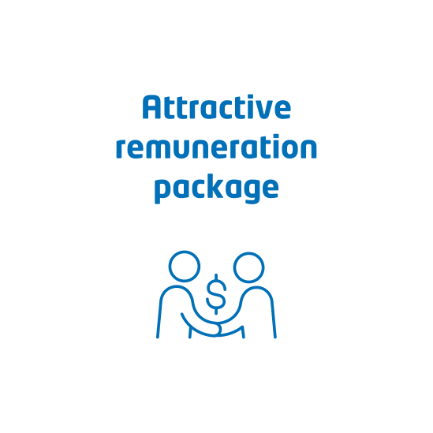 Attractive
remuneration
package
$